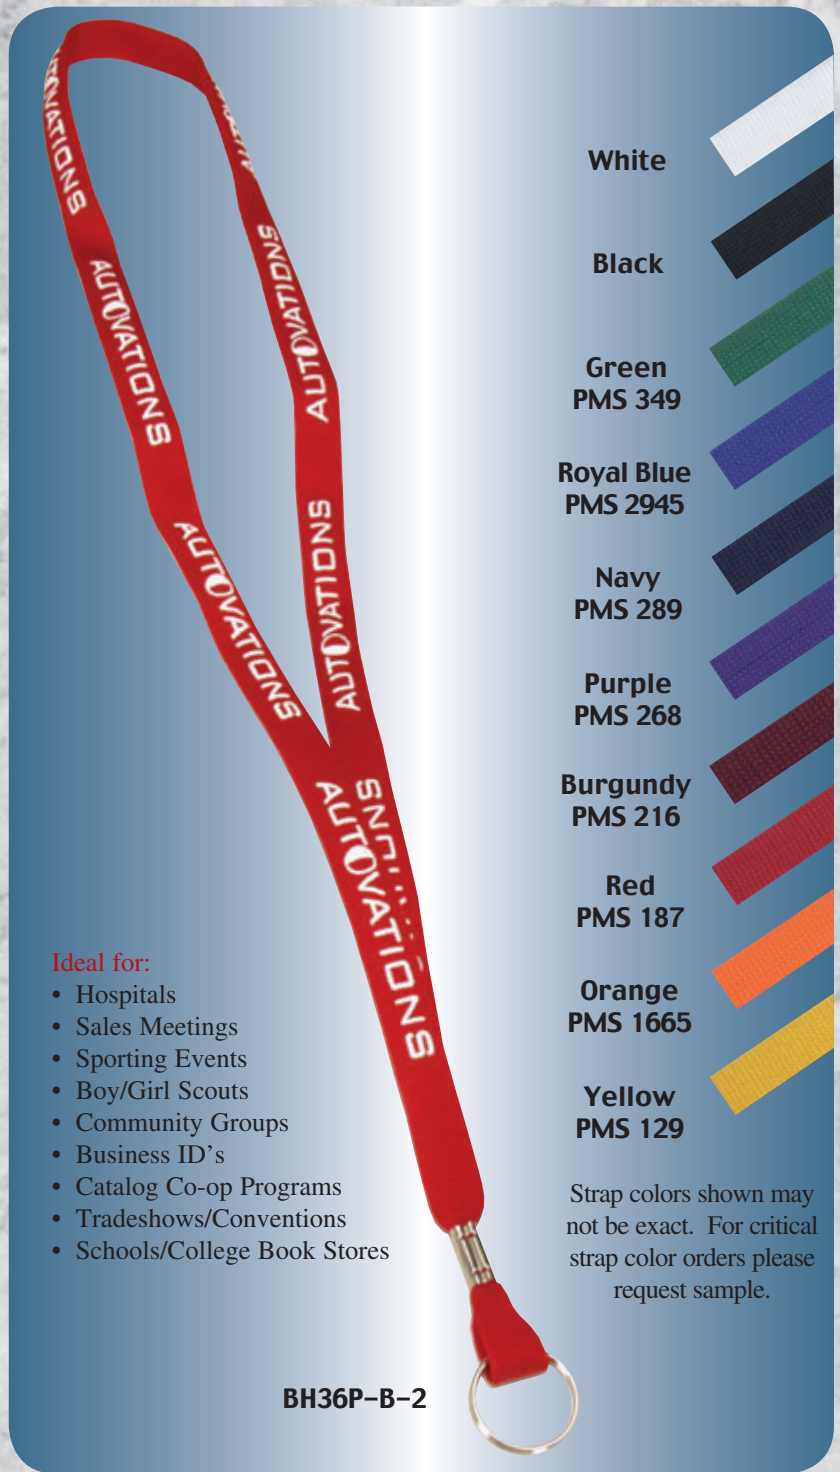 AUTOVATIONS
AUTOVATIONS
AUTOVATIONS
AUTOVATIONS
AUTOVATIONS
AUTOVATIONS
White
Black
Green
PMS 349
Royal Blue
PMS 2945
Navy
PMS 289
Purple
PMS 268
Burgundy
PMS 216
Red
PMS 187
Orange
PMS 1665
Yellow
PMS 129
Strap colors shown may
not be exact. For critical
strap color orders please
request sample.
Ideal for:
• Hospitals
• Sales Meetings
• Sporting Events
• Boy/Girl Scouts
• Community Groups
• Business ID's
• Catalog Co-op Programs
• Tradeshows/Conventions
• Schools/College Book Stores
BH36P-B-2